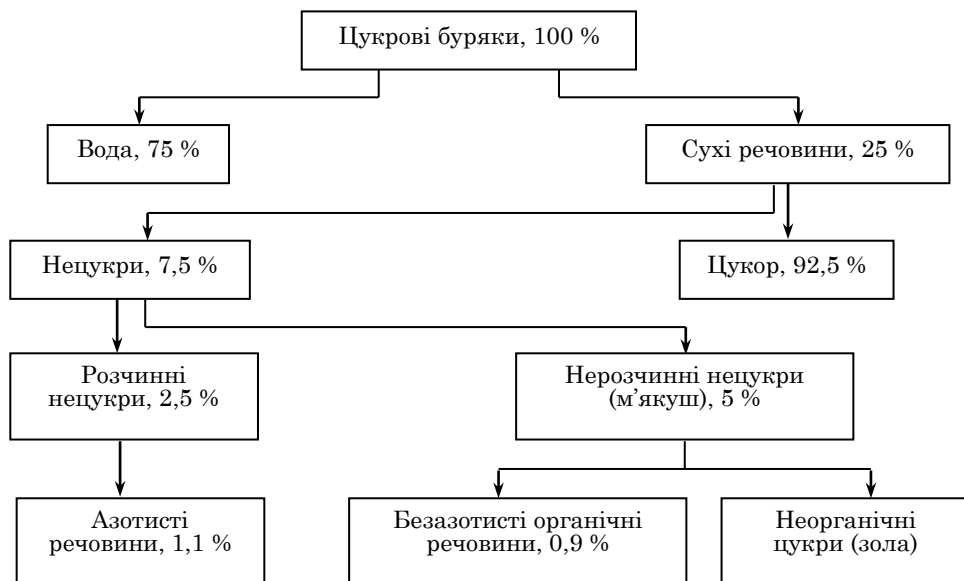 Цукрові буряки, 100 %
Вода, 75 %
Сухі речовини, 25 %
Нецукри, 7,5 %
Цукор, 92,5 %
Розчинні
нецукри, 2,5 %
Нерозчинні нецукри
(м’якуш), 5 %
Азотисті
речовини, 1,1 %
Безазотисті органічні
речовини, 0,9 %
Неорганічні
цукри (зола)